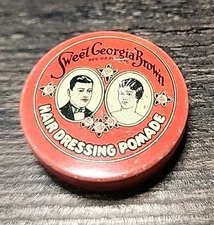 Sweet Georgia Brown
HAIR DRESSING POMADE